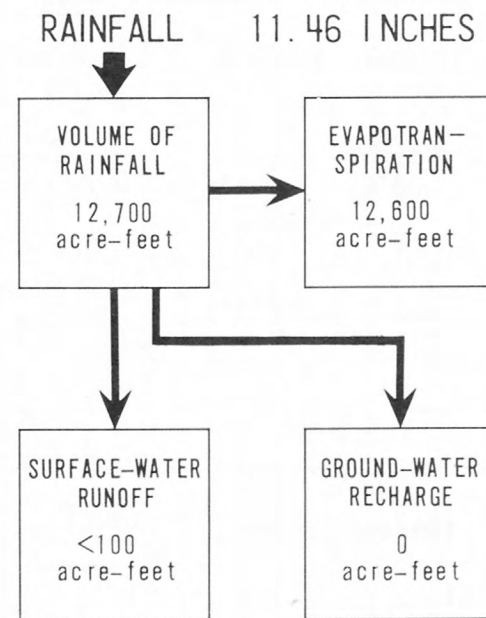 RAINFALL 11.46 INCHES
VOLUME OF
RAINFALL
12,700
acre-feet
EVAPOTRAN-
SPIRATION
12,600
acre-feet
SURFACE-WATER
RUNOFF
<100
acre-feet
GROUND-WATER
RECHARGE
0
acre-feet